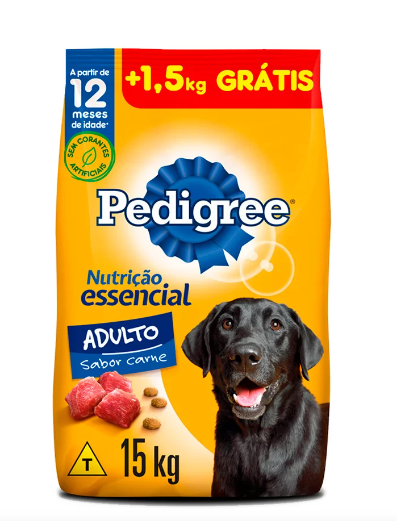 A partir de
12
meses
de idade*
+1,5kg GRÁTIS
SEM CORANTES
ARTIFICIAIS
Pedigree®
Nutrição
essencial
ADULTO
Sabor carne
T
15 kg